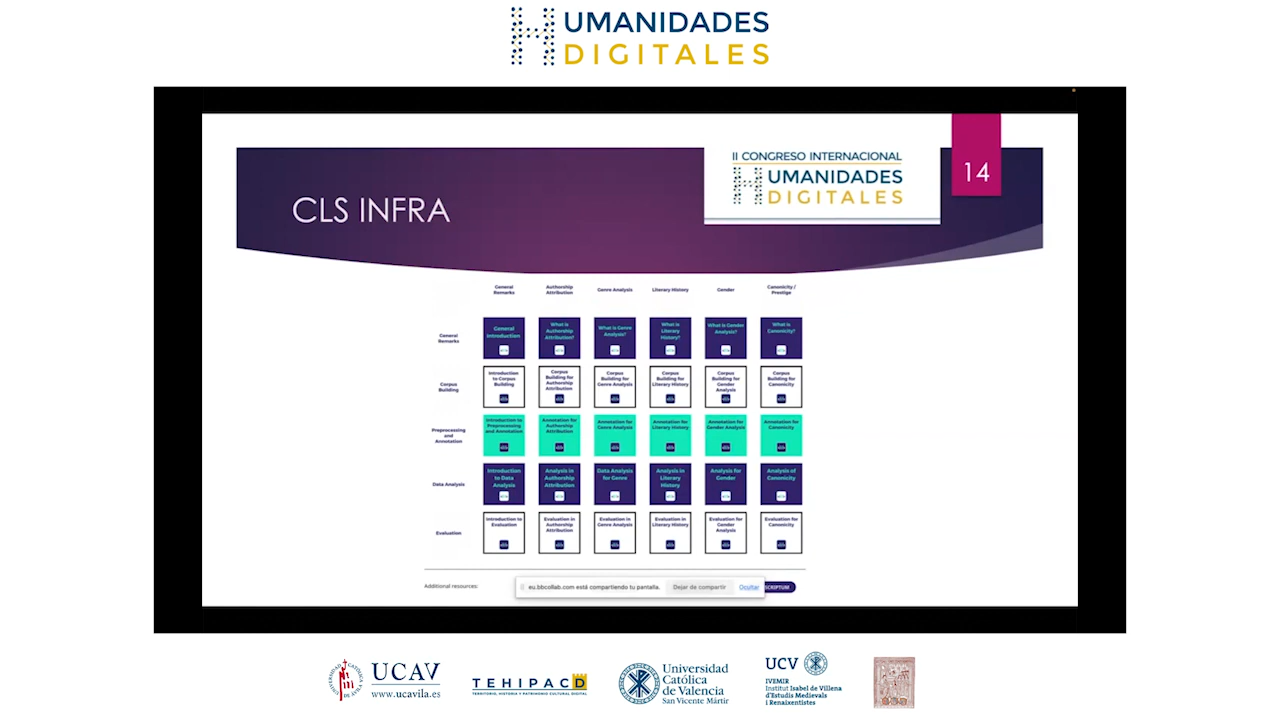 HUMANIDADES
DIGITALES
14
II CONGRESO INTERNACIONAL
HUMANIDADES
DIGITALES
CLS INFRA
General
Remarks
Authorship
Attribution
Genre Analysis
Literary History
Gender
Canonicity /
Prestige
General
Remarks
General
Introduction
What is
Authorship
Attribution?
What is Genre
Analysis?
What is
Literary
History?
What is Gender
Analysis?
What is
Canonicity?
Corpus
Building
Introduction
to Corpus
Building
Corpus
Building for
Authorship
Attribution
Corpus
Building for
Genre Analysis
Corpus
Building for
Literary History
Corpus
Building for
Gender
Analysis
Corpus
Building for
Canonicity
Preprocessing
and
Annotation
Introduction to
Preprocessing
and Annotation
Annotation for
Authorship
Attribution
Annotation for
Genre Analysis
Annotation for
Literary History
Annotation for
Gender Analysis
Annotation for
Canonicity
Data Analysis
Introduction
to Data
Analysis
Analysis in
Authorship
Attribution
Data Analysis
for Genre
Analysis in
Literary
History
Analysis for
Gender
Analysis of
Canonicity
Evaluation
Introduction to
Evaluation
Evaluation in
Authorship
Attribution
Evaluation in
Genre Analysis
Evaluation in
Literary History
Evaluation for
Gender
Analysis
Evaluation for
Canonicity
Additional resources:
eu.bbcollab.com está compartiendo tu pantalla.
Dejar de compartir
Ocultar
SCRIPTUM
UCAV
www.ucavila.es
TEHIPACD
TERRITORIO, HISTORIA Y PATRIMONIO CULTURAL DIGITAL
Universidad
Católica
de Valencia
San Vicente Mártir
UCV
IVEMIR
Institut Isabel de Villena
d'Estudis Medievals
i Renaixentistes